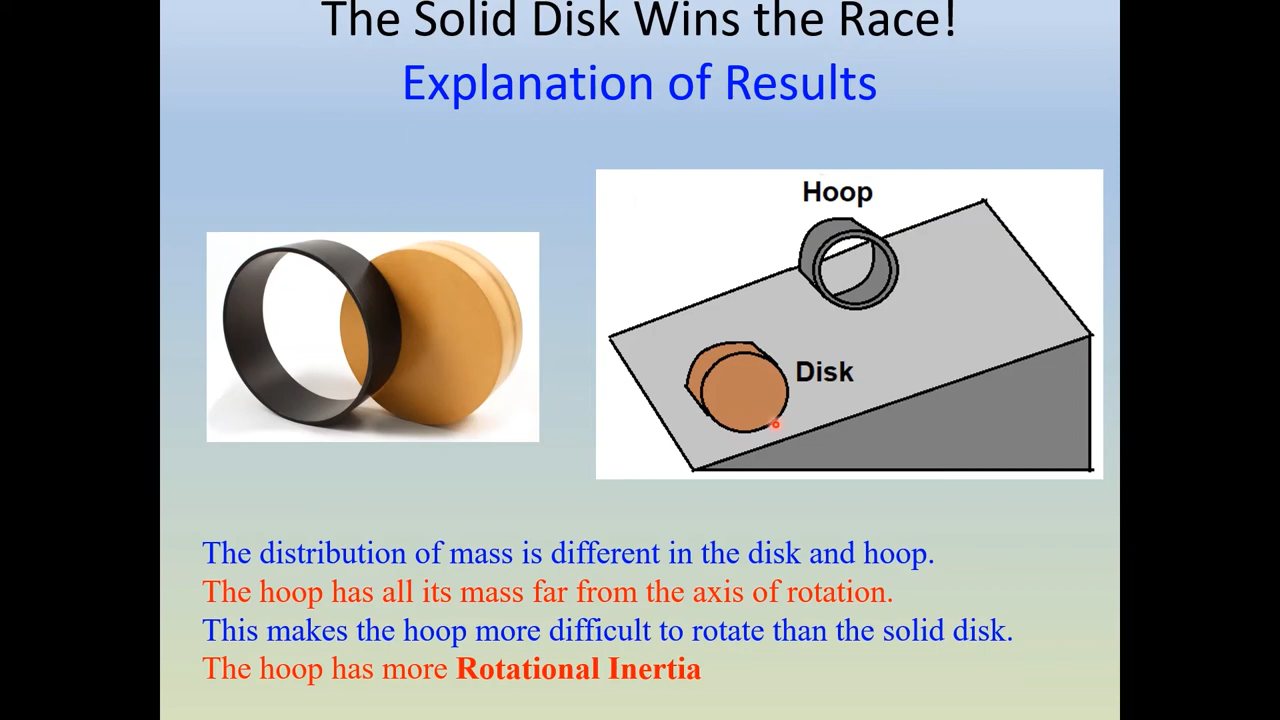 The Solid Disk Wins the Race!
Explanation of Results
Hoop
Disk
The distribution of mass is different in the disk and hoop.
The hoop has all its mass far from the axis of rotation.
This makes the hoop more difficult to rotate than the solid disk.
The hoop has more Rotational Inertia